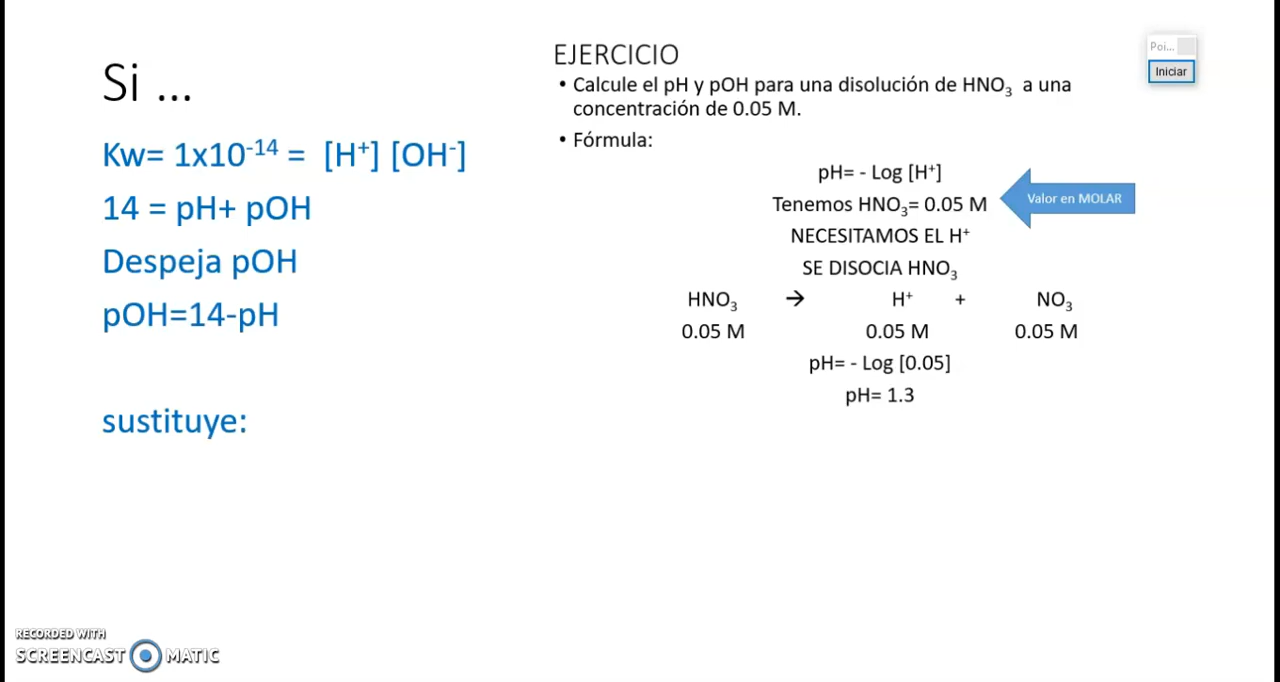 Si ...
Kw= 1x10⁻¹⁴ = [H⁺] [OH⁻]
14 = pH+ pOH
Despeja pOH
pOH=14-pH
sustituye:
EJERCICIO
• Calcule el pH y pOH para una disolución de HNO₃ a una
concentración de 0.05 M.
• Fórmula:
pH= - Log [H⁺]
Tenemos HNO₃= 0.05 M
Valor en MOLAR
NECESITAMOS EL H⁺
SE DISOCIA HNO₃
HNO₃ → H⁺ + NO₃
0.05 M 0.05 M 0.05 M
pH= - Log [0.05]
pH= 1.3
Poi...
Iniciar
RECORDED WITH
SCREENCAST MATIC